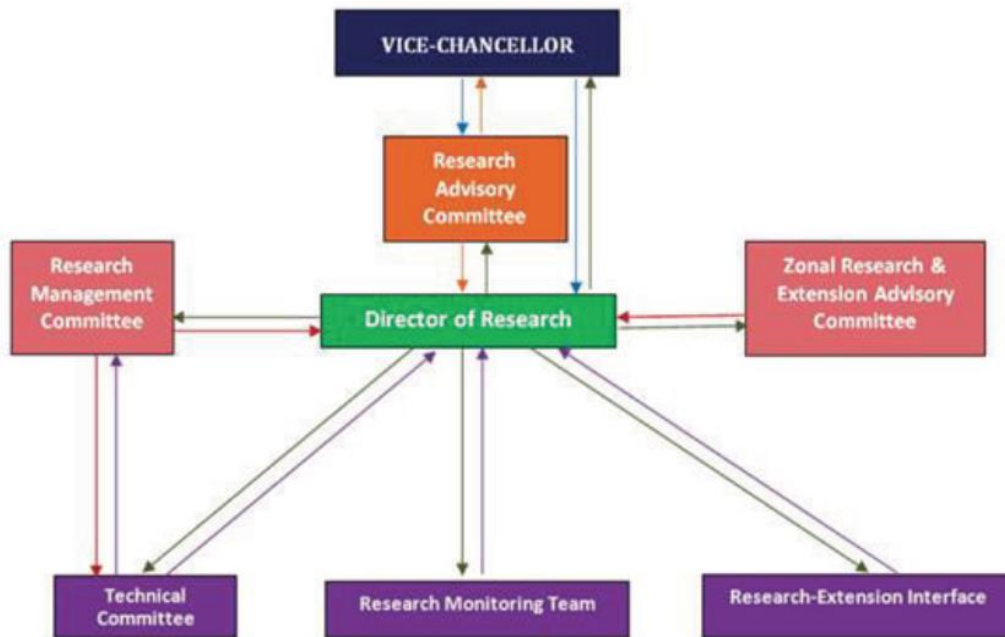 VICE-CHANCELLOR
Research
Advisory
Committee
Research
Management
Committee
Director of Research
Zonal Research &
Extension Advisory
Committee
Technical
Committee
Research Monitoring Team
Research-Extension Interface